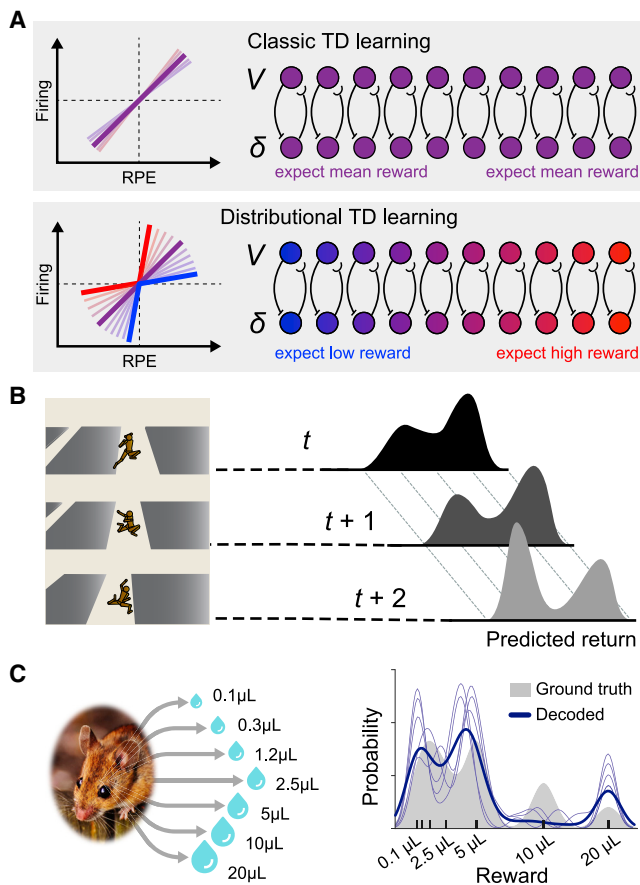 A
Classic TD learning
Firing
RPE
V
δ
expect mean reward
expect mean reward
Distributional TD learning
Firing
RPE
V
δ
expect low reward
expect high reward
B
t
t + 1
t + 2
Predicted return
C
0.1μL
0.3μL
1.2μL
2.5μL
5μL
10μL
20μL
Ground truth
Decoded
Probability
0.1 μL
2.5 μL
5 μL
10 μL
20 μL
Reward